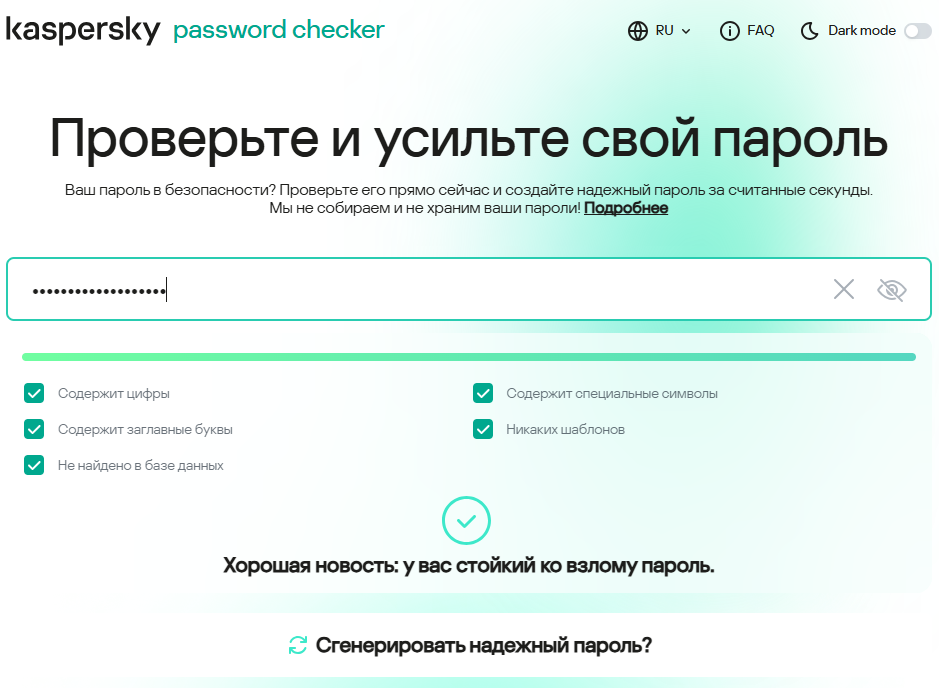 kaspersky password checker RU FAQ Dark mode
Проверьте и усильте свой пароль
Ваш пароль в безопасности? Проверьте его прямо сейчас и создайте надежный пароль за считанные секунды.
Мы не собираем и не храним ваши пароли! Подробнее
•••••••••••••••••••
Содержит цифры
Содержит специальные символы
Содержит заглавные буквы
Никаких шаблонов
Не найдено в базе данных
Хорошая новость: у вас стойкий ко взлому пароль.
Сгенерировать надежный пароль?